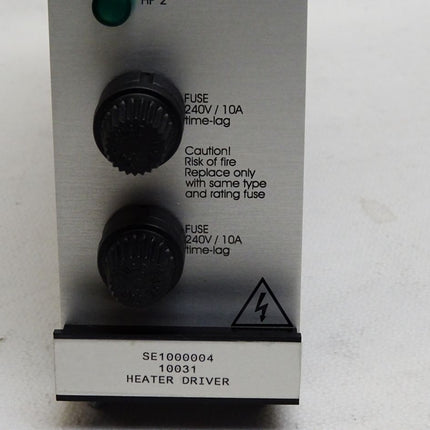 HP 2
FUSE
240V / 10A
time-lag
Caution!
Risk of fire
Replace only
with same type
and rating fuse
FUSE
240V / 10A
time-lag
SE1000004
10031
HEATER DRIVER